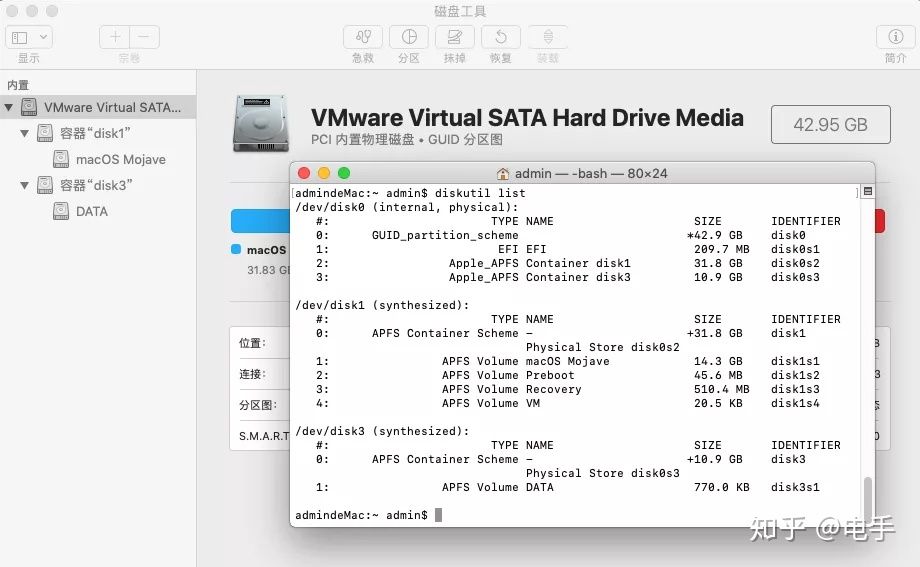 磁盘工具
显示
宗卷
急救
分区
抹掉
恢复
装载
简介
内置
VMware Virtual SATA...
容器“disk1”
macOS Mojave
容器“disk3”
DATA
VMware Virtual SATA Hard Drive Media
PCI 内置物理磁盘 • GUID 分区图
42.95 GB
macOS
31.83 GB
位置:
连接:
分区图:
S.M.A.R.T
admin — -bash — 80×24
[admindeMac:~ admin$ diskutil list ]
/dev/disk0 (internal, physical):
#: TYPE NAME SIZE IDENTIFIER
0: GUID_partition_scheme *42.9 GB disk0
1: EFI EFI 209.7 MB disk0s1
2: Apple_APFS Container disk1 31.8 GB disk0s2
3: Apple_APFS Container disk3 10.9 GB disk0s3
/dev/disk1 (synthesized):
#: TYPE NAME SIZE IDENTIFIER
0: APFS Container Scheme - +31.8 GB disk1
Physical Store disk0s2
1: APFS Volume macOS Mojave 14.3 GB disk1s1
2: APFS Volume Preboot 45.6 MB disk1s2
3: APFS Volume Recovery 510.4 MB disk1s3
4: APFS Volume VM 20.5 KB disk1s4
/dev/disk3 (synthesized):
#: TYPE NAME SIZE IDENTIFIER
0: APFS Container Scheme - +10.9 GB disk3
Physical Store disk0s3
1: APFS Volume DATA 770.0 KB disk3s1
admindeMac:~ admin$
知乎 @电手